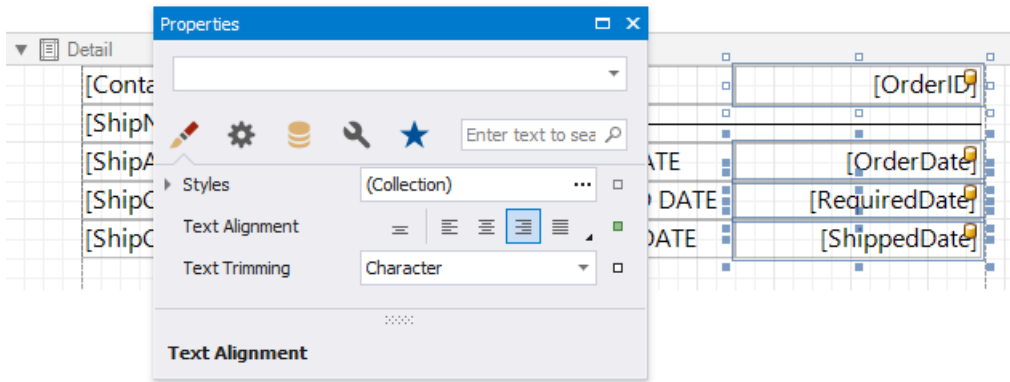 Properties
Detail
[Conta
[OrderID]
[ShipN
Enter text to sea
[ShipA
ATE
[OrderDate]
Styles
(Collection)
...
[ShipC
DATE
[RequiredDate]
Text Alignment
[ShipC
DATE
[ShippedDate]
Text Trimming
Character
Text Alignment